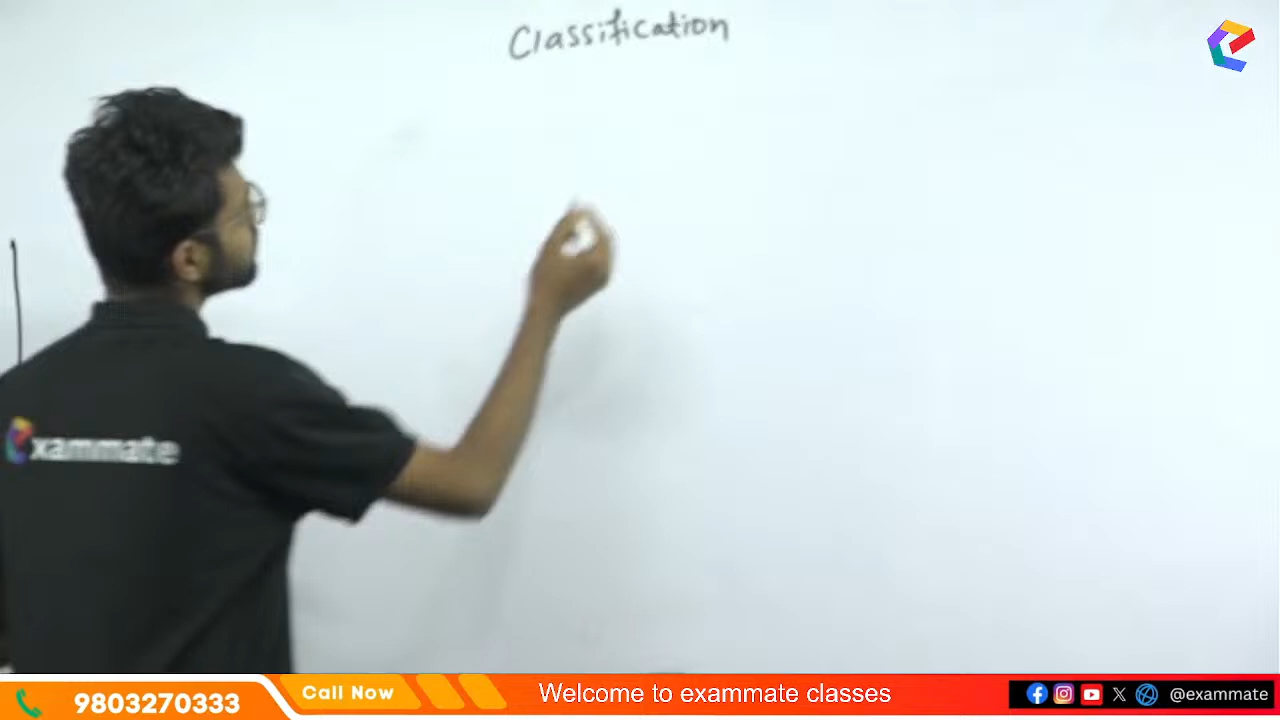 Classification
xammate
9803270333
Call Now
Welcome to exammate classes
@exammate